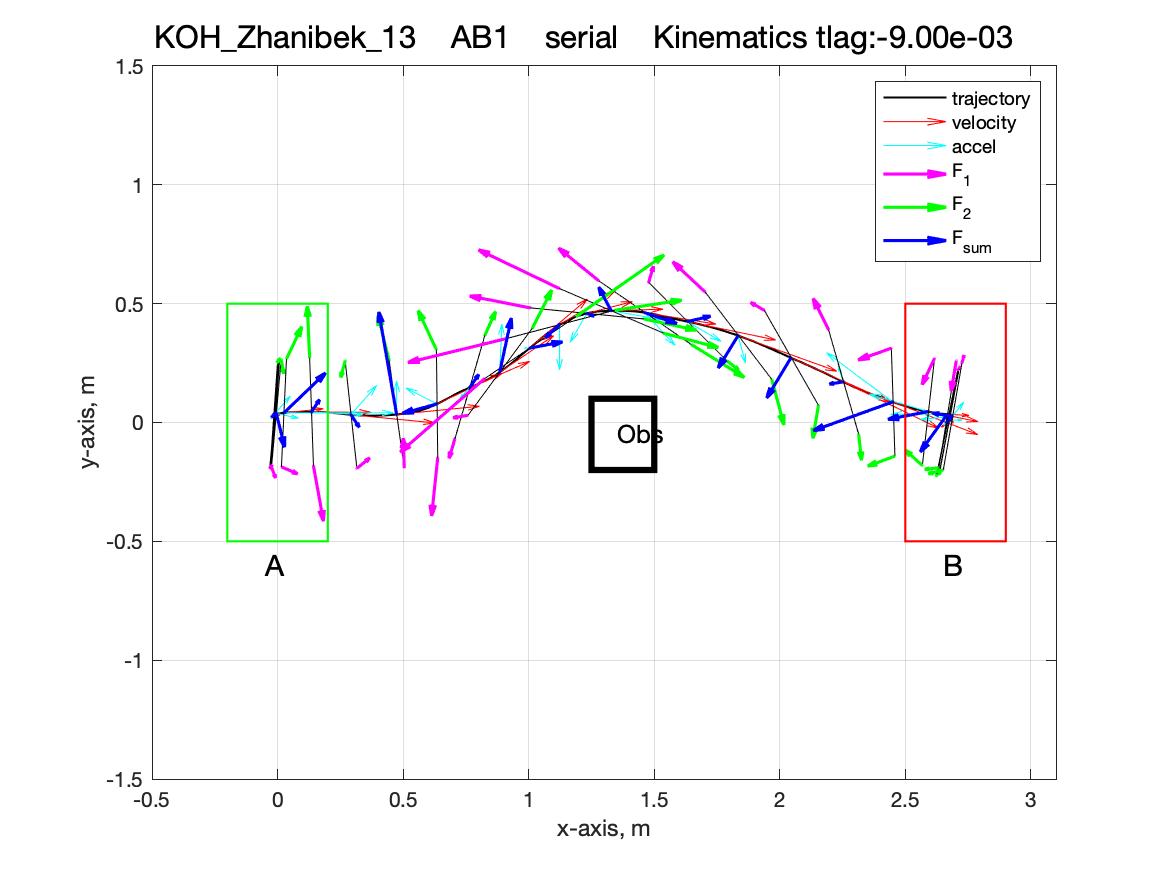 KOH_Zhanibek_13 AB1 serial Kinematics tlag:-9.00e-03
1.5
1
0.5
0
-0.5
-1
-1.5
y-axis, m
-0.5 0 0.5 1 1.5 2 2.5 3
x-axis, m
trajectory
velocity
accel
F1
F2
Fsum
Obs
A
B